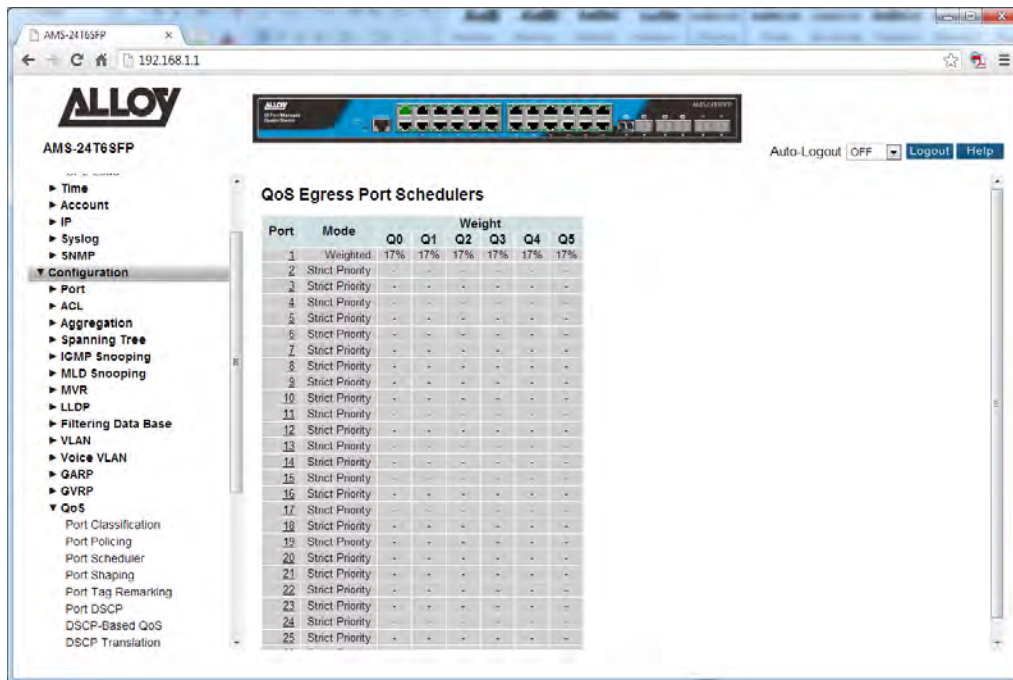 AMS-24T6SFP
192.168.1.1
ALLOY
ALLOY
AMS-24T6SFP
Auto-Logout OFF Logout Help
Time
Account
IP
Syslog
SNMP
Configuration
Port
ACL
Aggregation
Spanning Tree
IGMP Snooping
MLD Snooping
MVR
LLDP
Filtering Data Base
VLAN
Voice VLAN
GARP
GVRP
QoS
Port Classification
Port Policing
Port Scheduler
Port Shaping
Port Tag Remarking
Port DSCP
DSCP-Based QoS
DSCP Translation
QoS Egress Port Schedulers
Port Mode Weight
Q0 Q1 Q2 Q3 Q4 Q5
1 Weighted 17% 17% 17% 17% 17% 17%
2 Strict Priority - - - - - -
3 Strict Priority - - - - - -
4 Strict Priority - - - - - -
5 Strict Priority - - - - - -
6 Strict Priority - - - - - -
7 Strict Priority - - - - - -
8 Strict Priority - - - - - -
9 Strict Priority - - - - - -
10 Strict Priority - - - - - -
11 Strict Priority - - - - - -
12 Strict Priority - - - - - -
13 Strict Priority - - - - - -
14 Strict Priority - - - - - -
15 Strict Priority - - - - - -
16 Strict Priority - - - - - -
17 Strict Priority - - - - - -
18 Strict Priority - - - - - -
19 Strict Priority - - - - - -
20 Strict Priority - - - - - -
21 Strict Priority - - - - - -
22 Strict Priority - - - - - -
23 Strict Priority - - - - - -
24 Strict Priority - - - - - -
25 Strict Priority - - - - - -